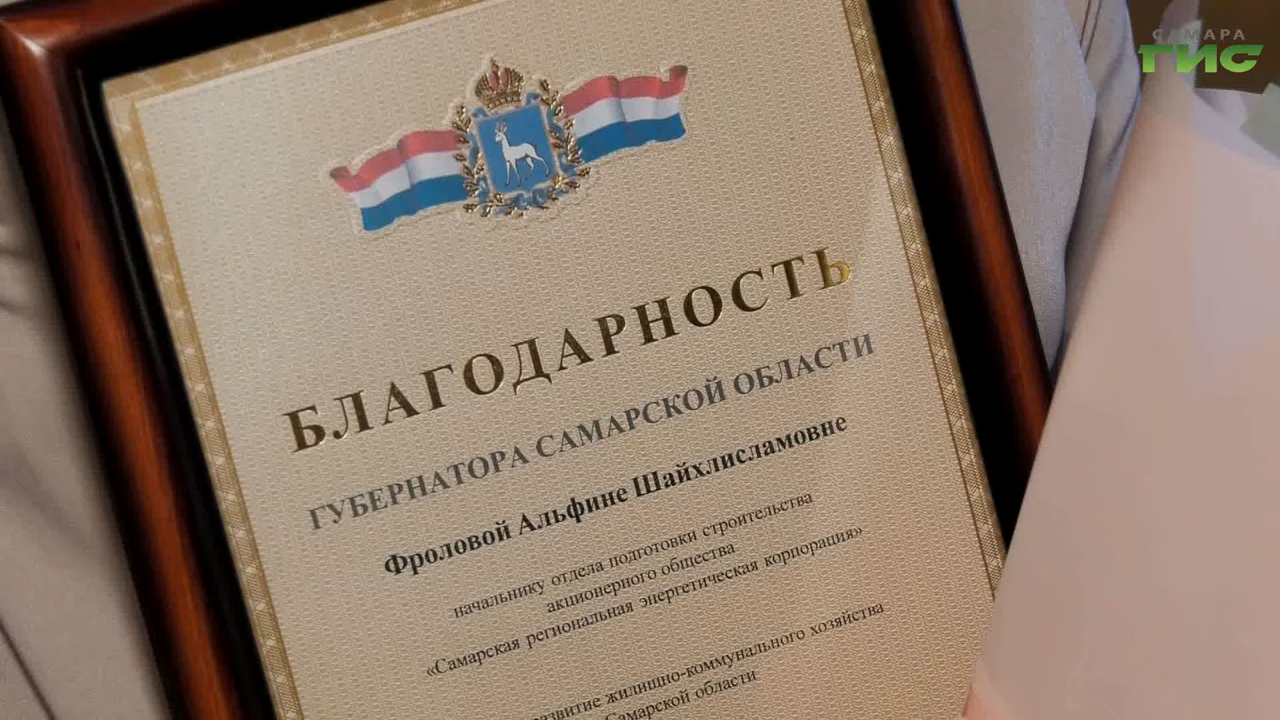 САМАРА
ГИС
БЛАГОДАРНОСТЬ
ГУБЕРНАТОРА САМАРСКОЙ ОБЛАСТИ
Фроловой Альфине Шайхлисламовне
начальнику отдела подготовки строительства
акционерного общества
«Самарская региональная энергетическая корпорация»
развитие жилищно-коммунального хозяйства
Самарской области